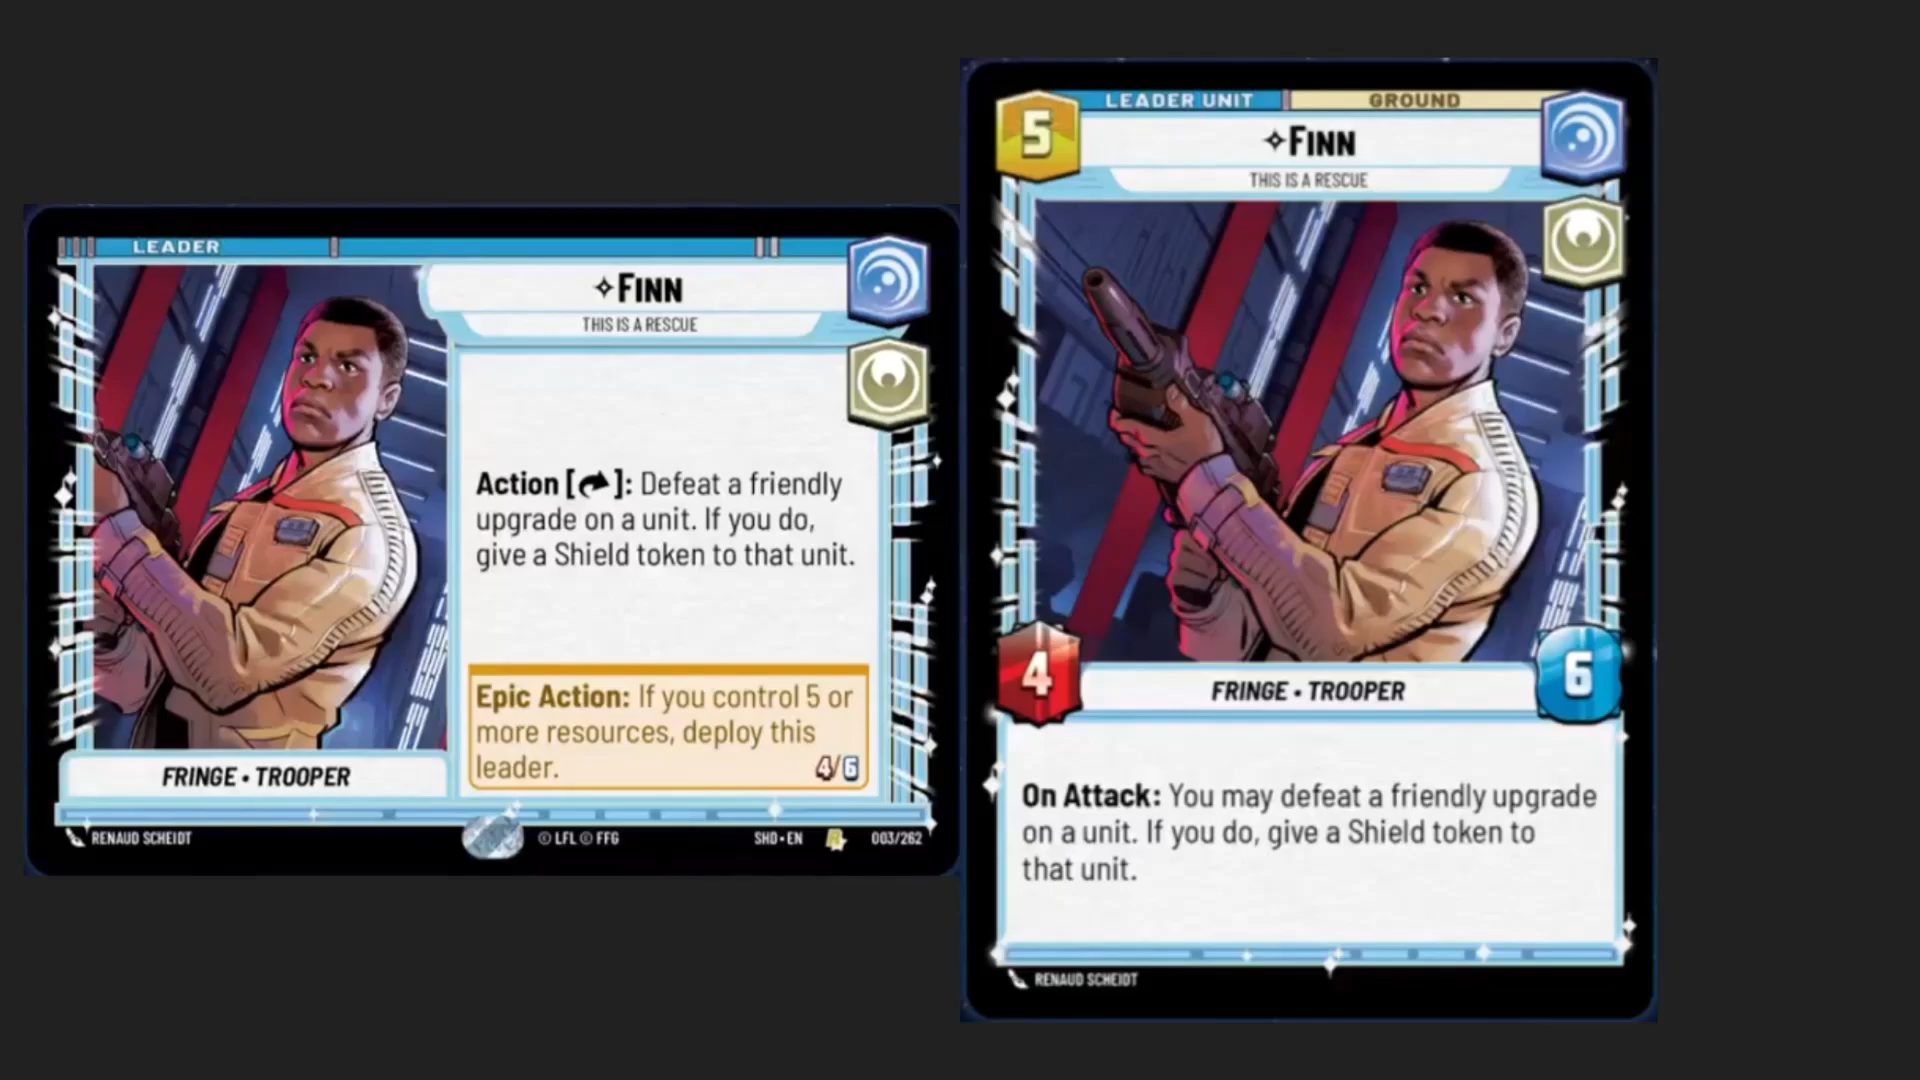 LEADER
FINN
THIS IS A RESCUE
Action [ ]: Defeat a friendly
upgrade on a unit. If you do,
give a Shield token to that unit.
Epic Action: If you control 5 or
more resources, deploy this
leader.
4/6
FRINGE • TROOPER
RENAUD SCHEIDT
© LFL © FFG
SHD • EN
R
003/262
LEADER UNIT
GROUND
5
FINN
THIS IS A RESCUE
4
FRINGE • TROOPER
6
On Attack: You may defeat a friendly upgrade
on a unit. If you do, give a Shield token to
that unit.
RENAUD SCHEIDT